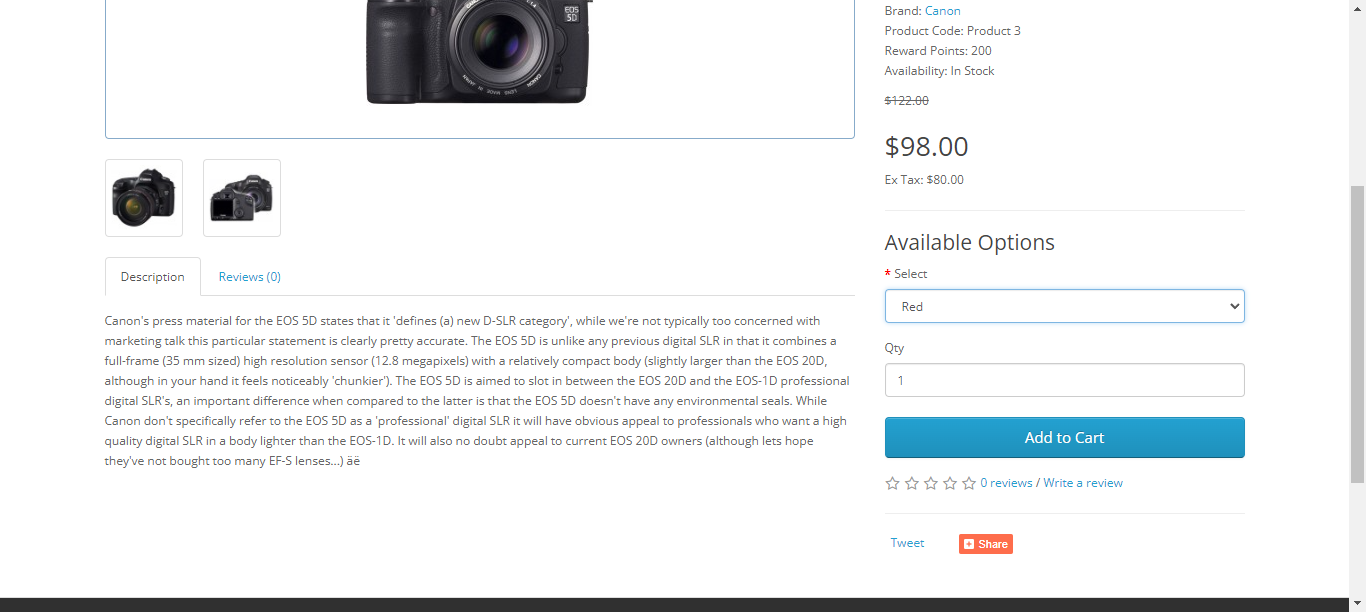 EOS
5D
Brand: Canon
Product Code: Product 3
Reward Points: 200
Availability: In Stock
$122.00
$98.00
Ex Tax: $80.00
Available Options
* Select
Red
Qty
1
Add to Cart
0 reviews / Write a review
Tweet
Share
Description
Reviews (0)
Canon's press material for the EOS 5D states that it 'defines (a) new D-SLR category', while we're not typically too concerned with
marketing talk this particular statement is clearly pretty accurate. The EOS 5D is unlike any previous digital SLR in that it combines a
full-frame (35 mm sized) high resolution sensor (12.8 megapixels) with a relatively compact body (slightly larger than the EOS 20D,
although in your hand it feels noticeably 'chunkier'). The EOS 5D is aimed to slot in between the EOS 20D and the EOS-1D professional
digital SLR's, an important difference when compared to the latter is that the EOS 5D doesn't have any environmental seals. While
Canon don't specifically refer to the EOS 5D as a 'professional' digital SLR it will have obvious appeal to professionals who want a high
quality digital SLR in a body lighter than the EOS-1D. It will also no doubt appeal to current EOS 20D owners (although lets hope
they've not bought too many EF-S lenses...) äë